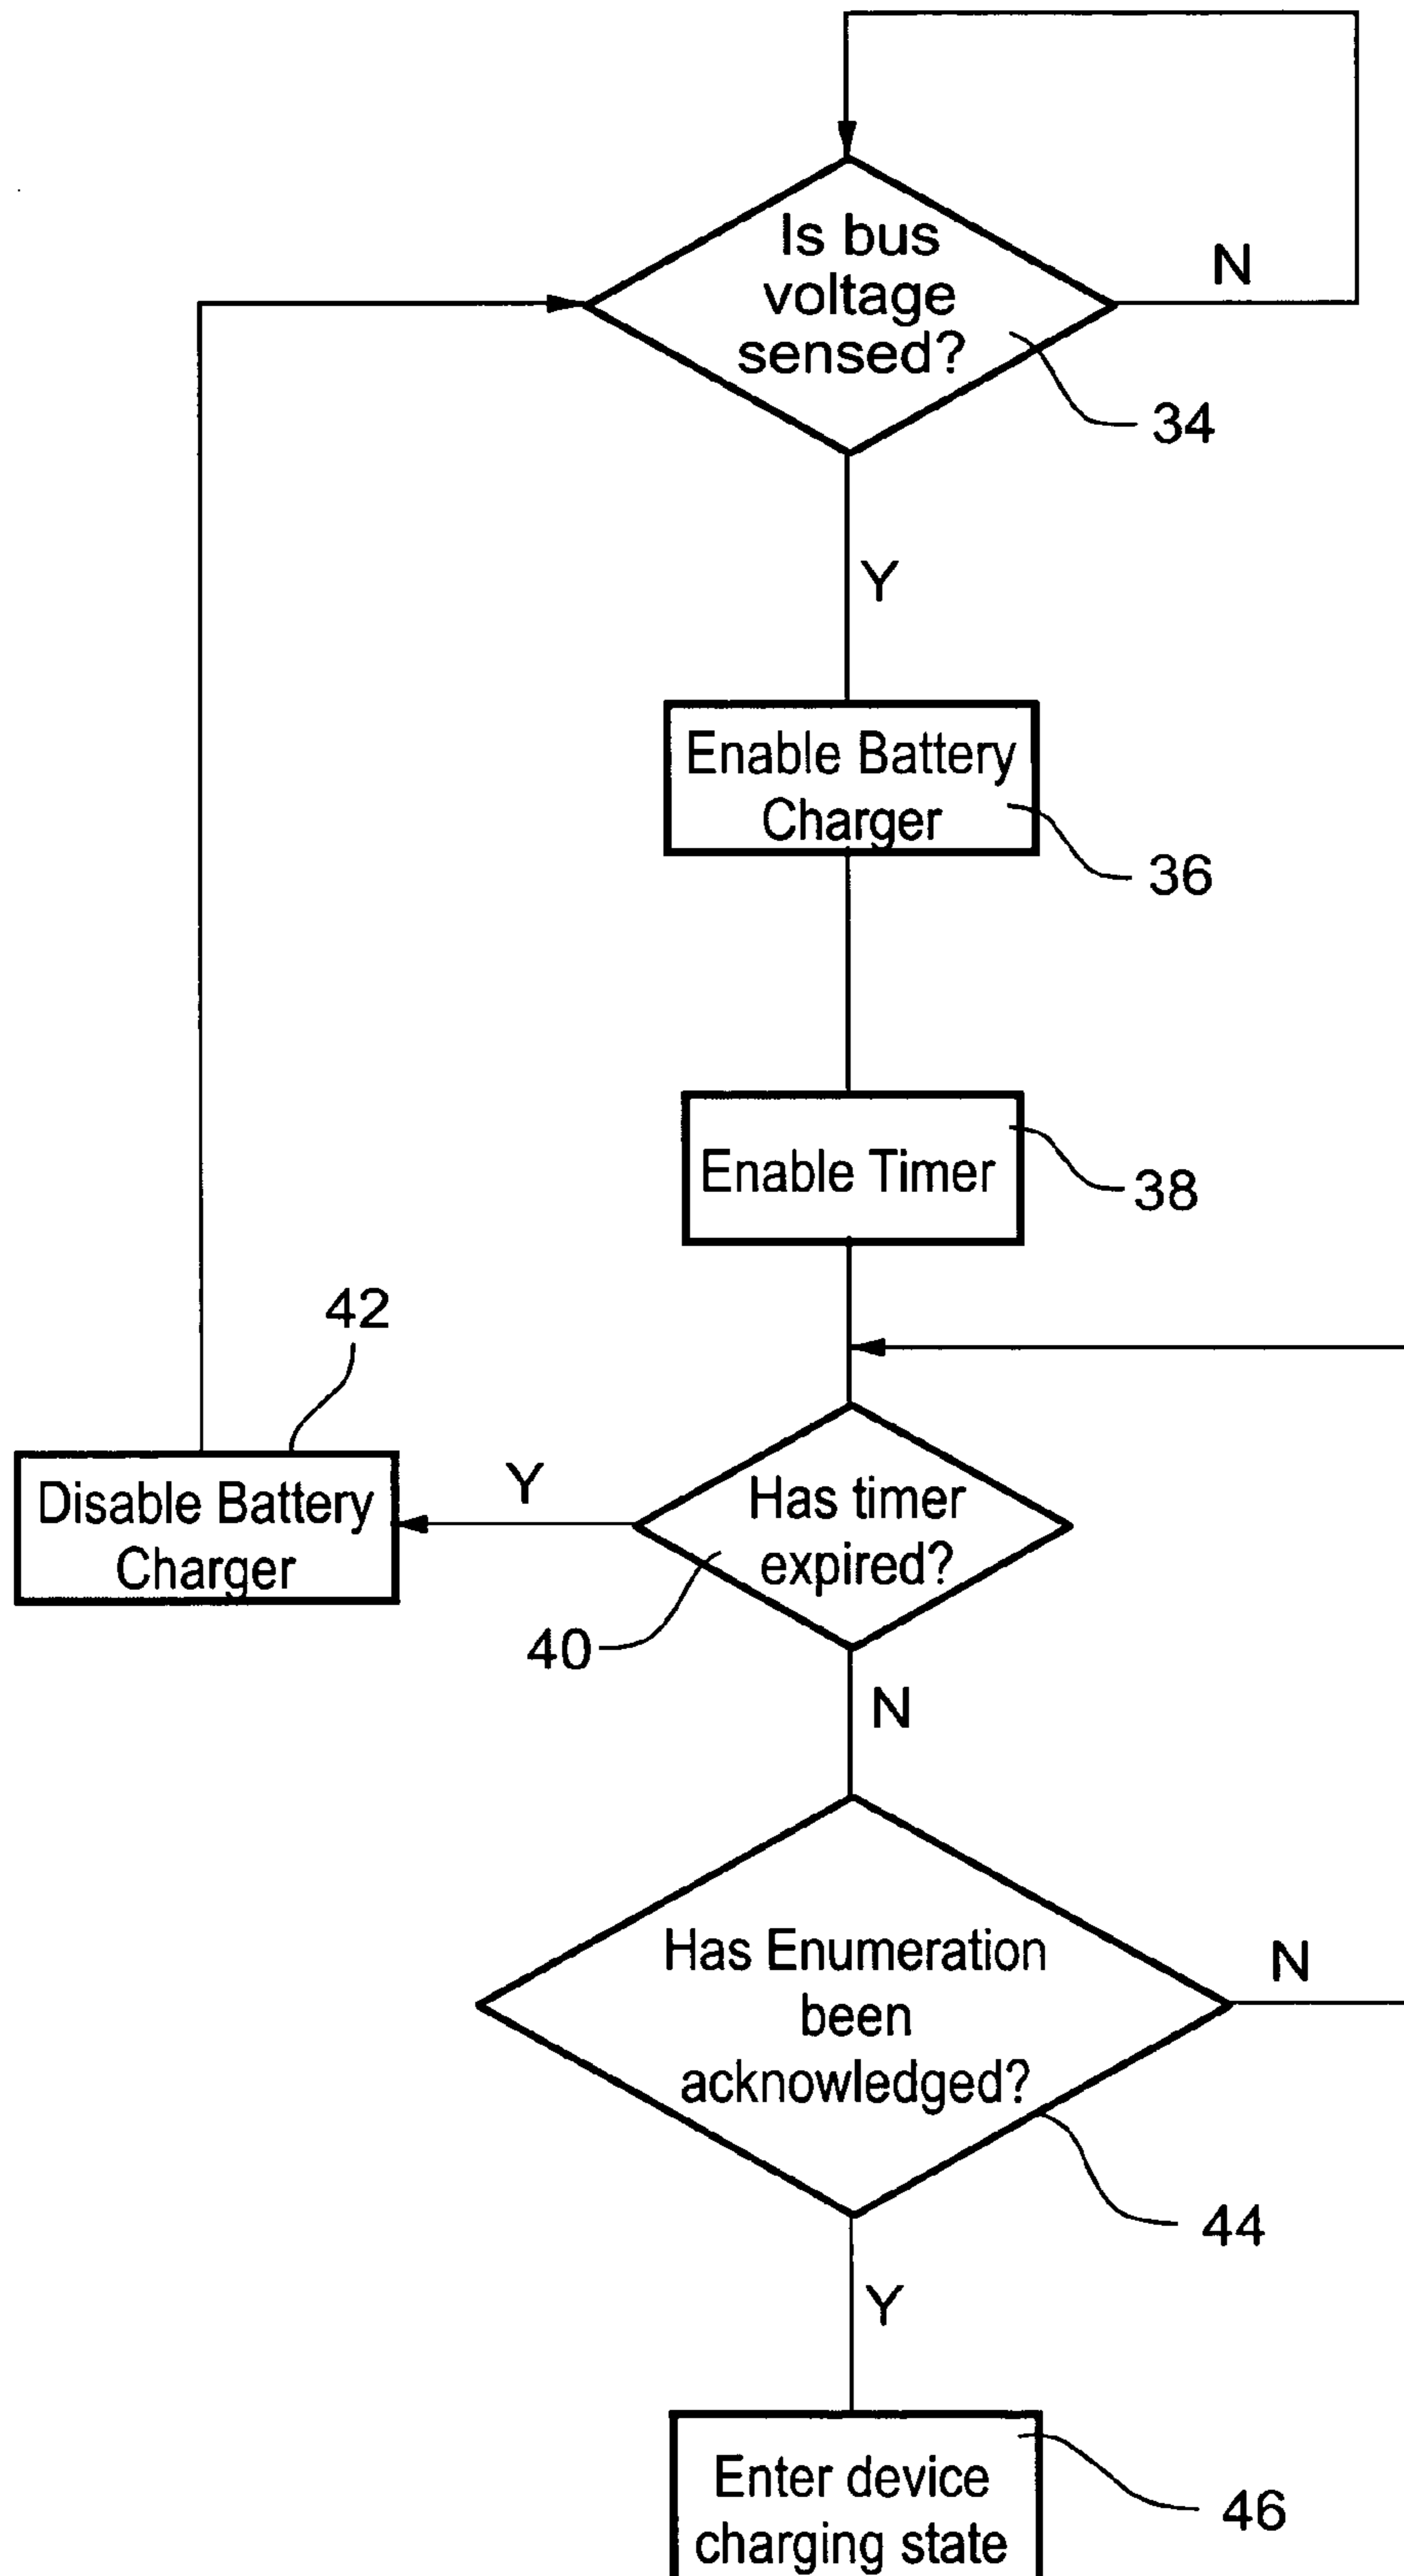 Is bus
voltage
sensed?
N
34
Y
Enable Battery
Charger
36
Enable Timer
38
42
Disable Battery
Charger
Y
Has timer
expired?
40
N
Has Enumeration
been
acknowledged?
N
44
Y
Enter device
charging state
46